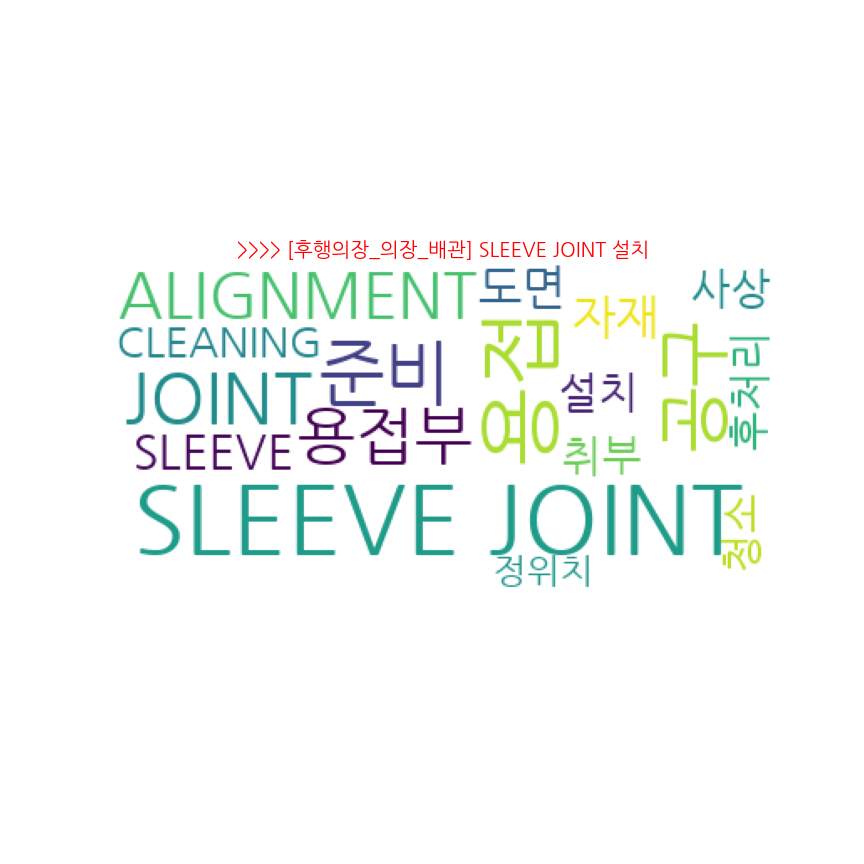 >>>> [후행의장_의장_배관] SLEEVE JOINT 설치
ALIGNMENT
도면
사상
자재
CLEANING
준비
용접
공구
후처리
JOINT
설치
용접부
SLEEVE
취부
SLEEVE JOINT
청소
정위치